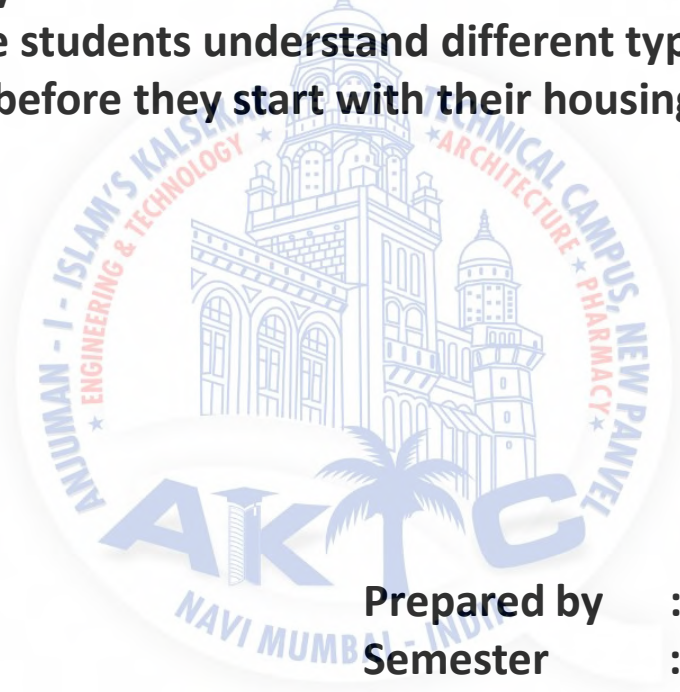 e students understand different typ
before they start with their housing
ANJUMAN - I - ISLAM'S KALSEKAR TECHNICAL CAMPUS, NEW PANVEL
★ ENGINEERING & TECHNOLOGY ★ ★ ARCHITECTURE ★ PHARMACY ★
AKTC
NAVI MUMBAI - INDIA
Prepared by :
Semester :